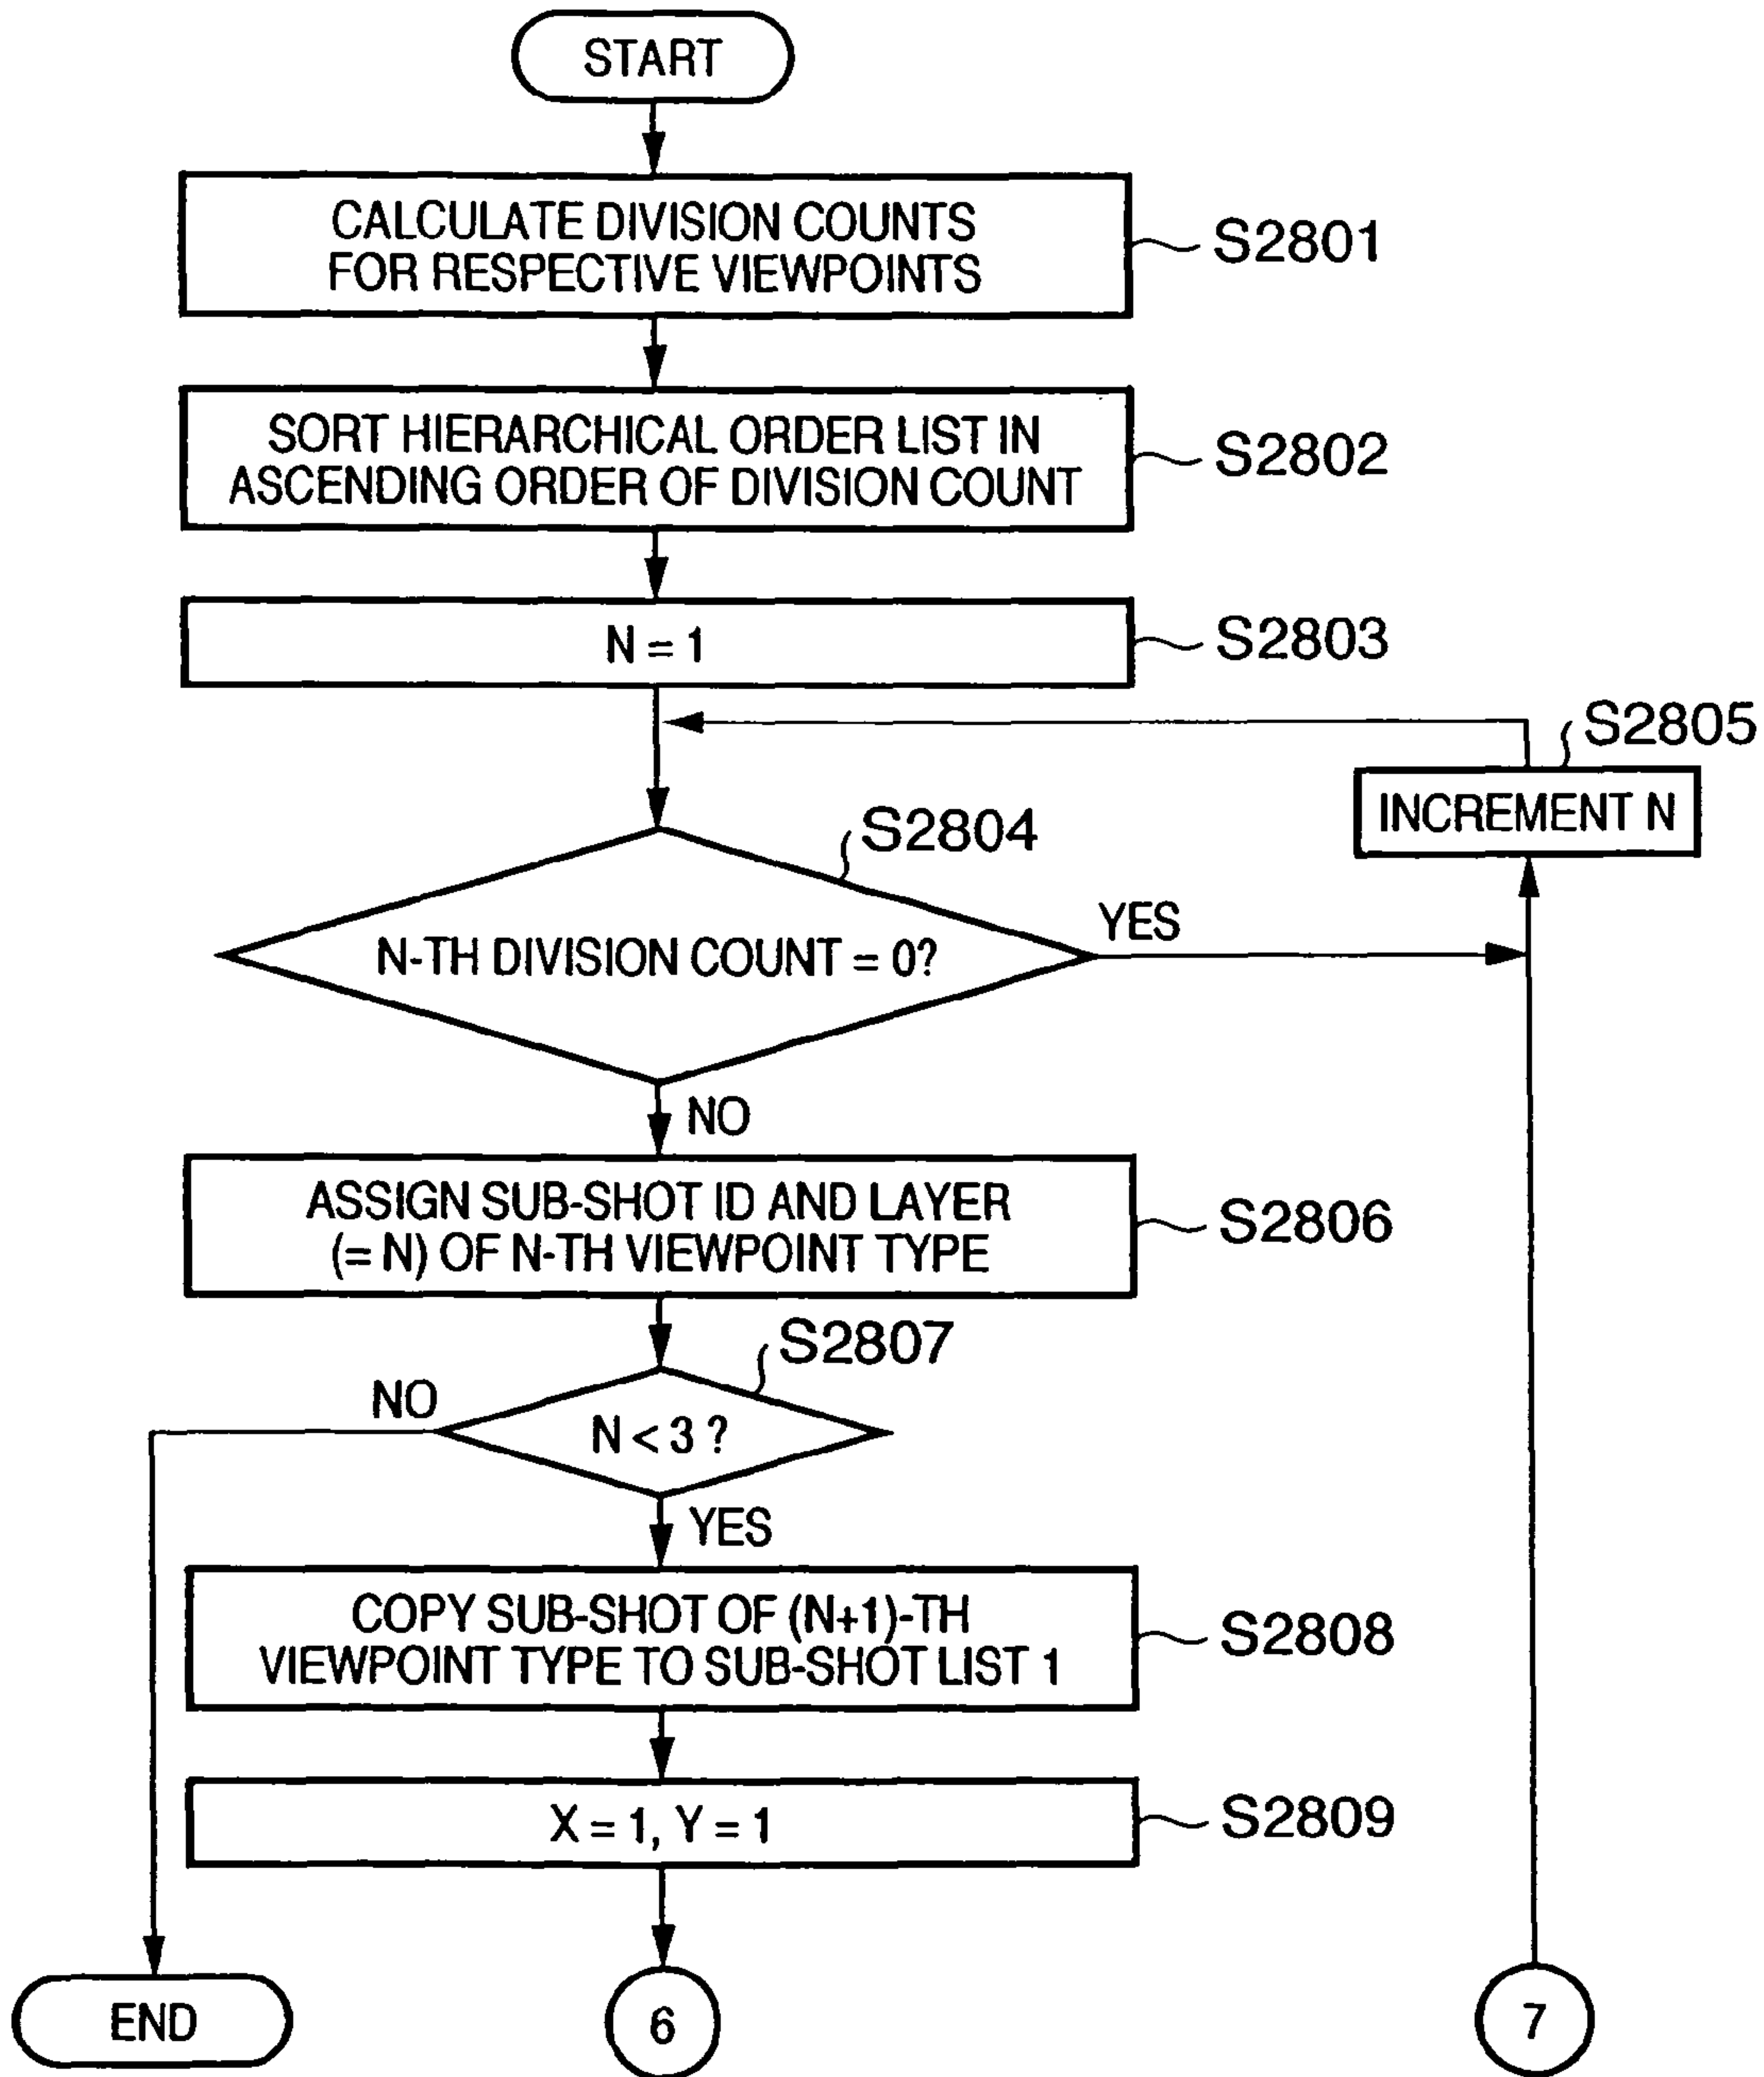 START
CALCULATE DIVISION COUNTS
FOR RESPECTIVE VIEWPOINTS
S2801
SORT HIERARCHICAL ORDER LIST IN
ASCENDING ORDER OF DIVISION COUNT
S2802
N = 1
S2803
S2805
INCREMENT N
S2804
N-TH DIVISION COUNT = 0?
YES
NO
ASSIGN SUB-SHOT ID AND LAYER
(= N) OF N-TH VIEWPOINT TYPE
S2806
S2807
NO
N < 3 ?
YES
COPY SUB-SHOT OF (N+1)-TH
VIEWPOINT TYPE TO SUB-SHOT LIST 1
S2808
X = 1, Y = 1
S2809
END
6
7